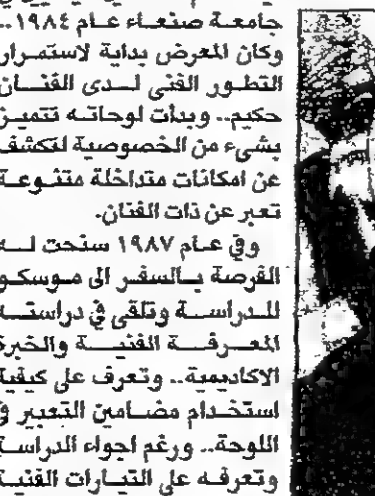 جامعة صنعاء عام ١٩٨٤..
وكان المعرض بداية لاستمرار
التطور الفني لدى الفنان
حكيم.. وبدأت لوحاته تتميز
بشيء من الخصوصية لتكشف
عن امكانات متداخلة متنوعة
تعبر عن ذات الفنان.
وفي عام ١٩٨٧ سنحت له
الفرصة بالسفر الى موسكو
للدراسة وتلقى في دراسته
المعرفة الفنية والخبرة
الاكاديمية.. وتعرف على كيفية
استخدام مضامين التعبير في
اللوحة.. ورغم اجواء الدراسة
وتعرفه على التيارات الفنية